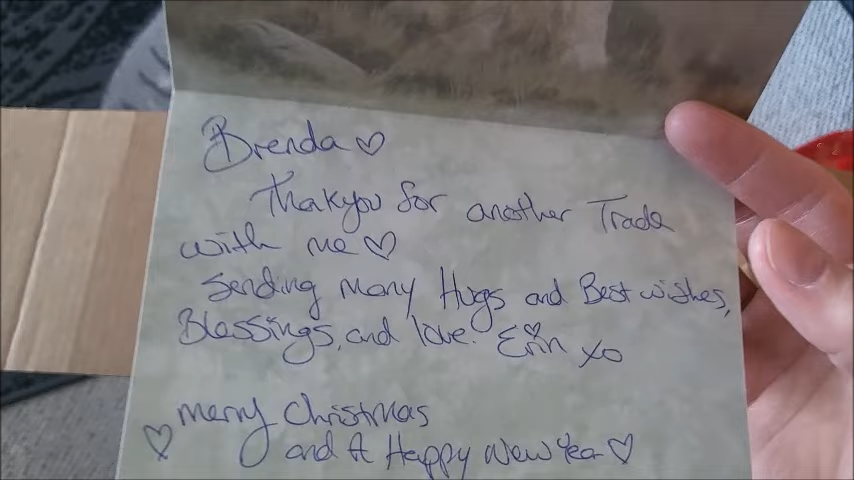 Brenda ♡
Thakyou for another Trade
with me ♡
Sending many Hugs and Best wishes,
Blessings, and love. Erin xo
merry Christmas
♡ and A Happy New Year ♡